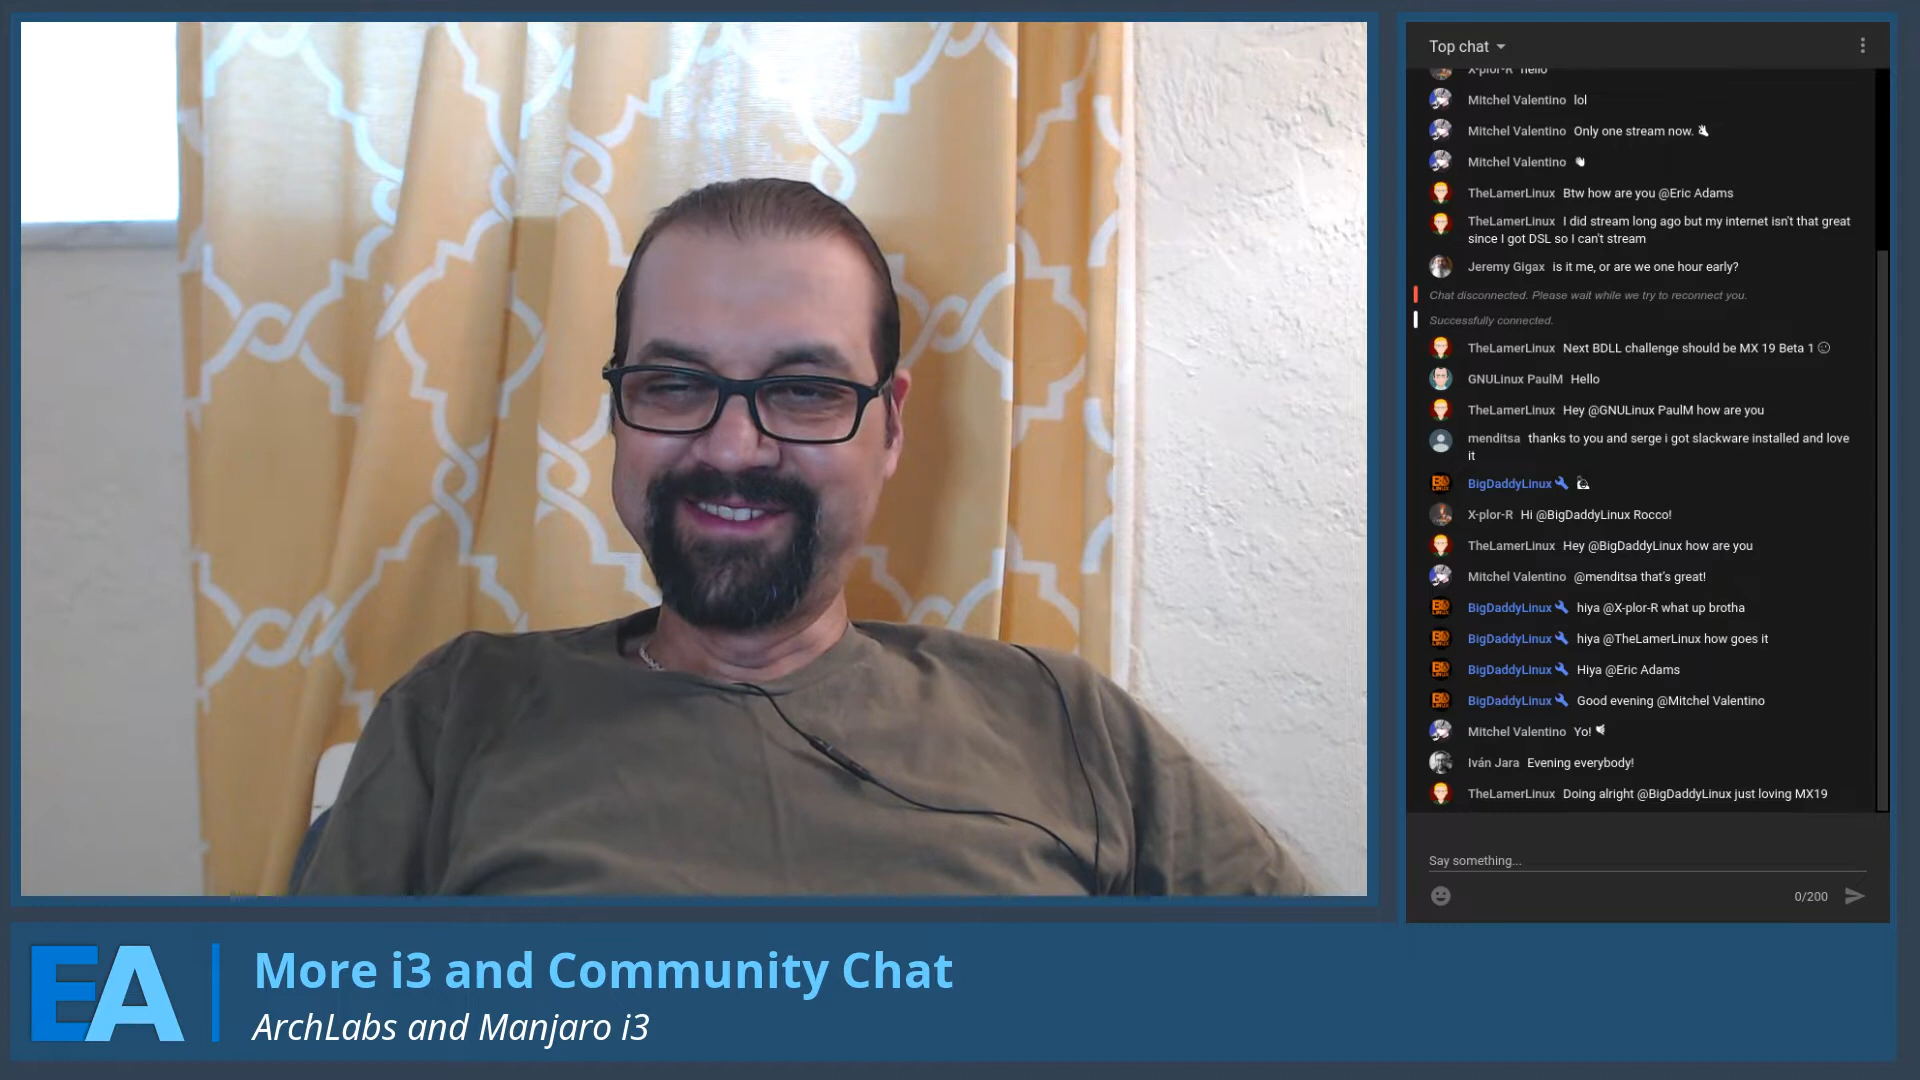 Top chat
X-plor-R hello
Mitchel Valentino lol
Mitchel Valentino Only one stream now.
Mitchel Valentino
TheLamerLinux Btw how are you @Eric Adams
TheLamerLinux I did stream long ago but my internet isn't that great
since I got DSL so I can't stream
Jeremy Gigax is it me, or are we one hour early?
Chat disconnected. Please wait while we try to reconnect you.
Successfully connected.
TheLamerLinux Next BDLL challenge should be MX 19 Beta 1
GNULinux PaulM Hello
TheLamerLinux Hey @GNULinux PaulM how are you
menditsa thanks to you and serge i got slackware installed and love
it
BigDaddyLinux
X-plor-R Hi @BigDaddyLinux Rocco!
TheLamerLinux Hey @BigDaddyLinux how are you
Mitchel Valentino @menditsa that's great!
BigDaddyLinux hiya @X-plor-R what up brotha
BigDaddyLinux hiya @TheLamerLinux how goes it
BigDaddyLinux Hiya @Eric Adams
BigDaddyLinux Good evening @Mitchel Valentino
Mitchel Valentino Yo!
Iván Jara Evening everybody!
TheLamerLinux Doing alright @BigDaddyLinux just loving MX19
Say something...
0/200
EA
More i3 and Community Chat
ArchLabs and Manjaro i3